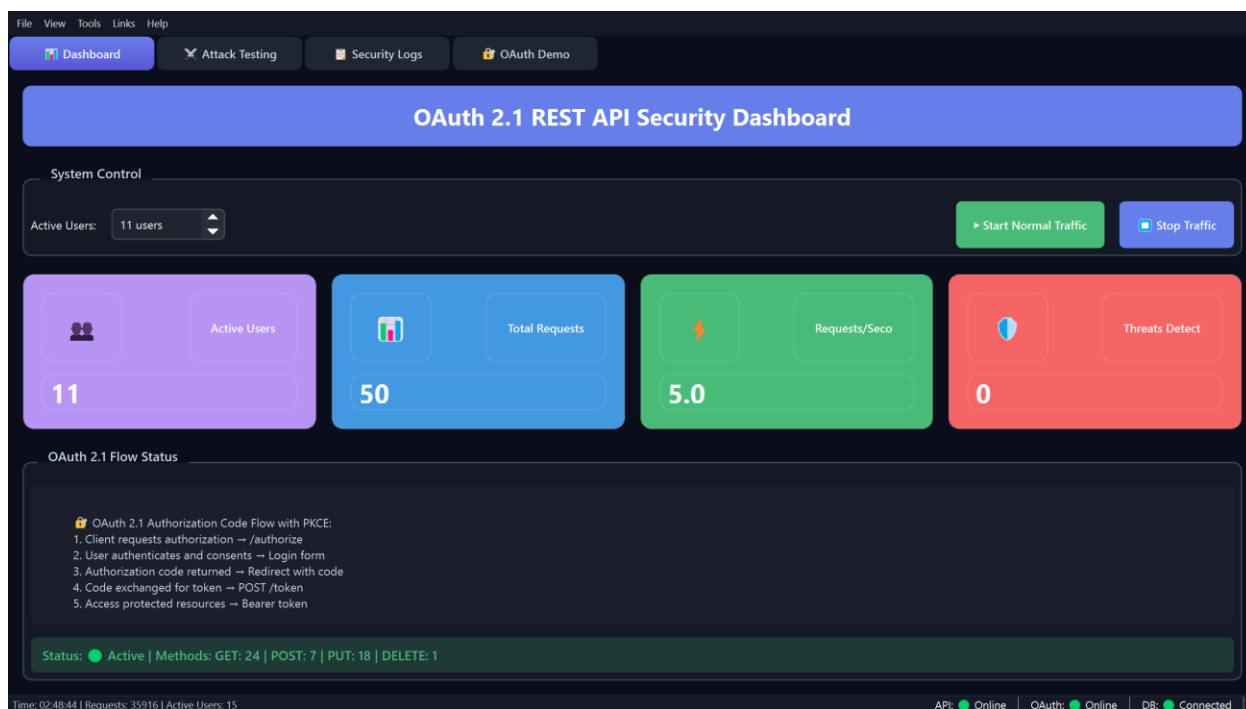 File View Tools Links Help
Dashboard Attack Testing Security Logs OAuth Demo
OAuth 2.1 REST API Security Dashboard
System Control
Active Users: 11 users Start Normal Traffic Stop Traffic
Active Users Total Requests Requests/Seco Threats Detect
11 50 5.0 0
OAuth 2.1 Flow Status
OAuth 2.1 Authorization Code Flow with PKCE:
1. Client requests authorization → /authorize
2. User authenticates and consents → Login form
3. Authorization code returned → Redirect with code
4. Code exchanged for token → POST /token
5. Access protected resources → Bearer token
Status: Active | Methods: GET: 24 | POST: 7 | PUT: 18 | DELETE: 1
Time: 02:48:44 | Requests: 35916 | Active Users: 15 API: Online | OAuth: Online | DB: Connected